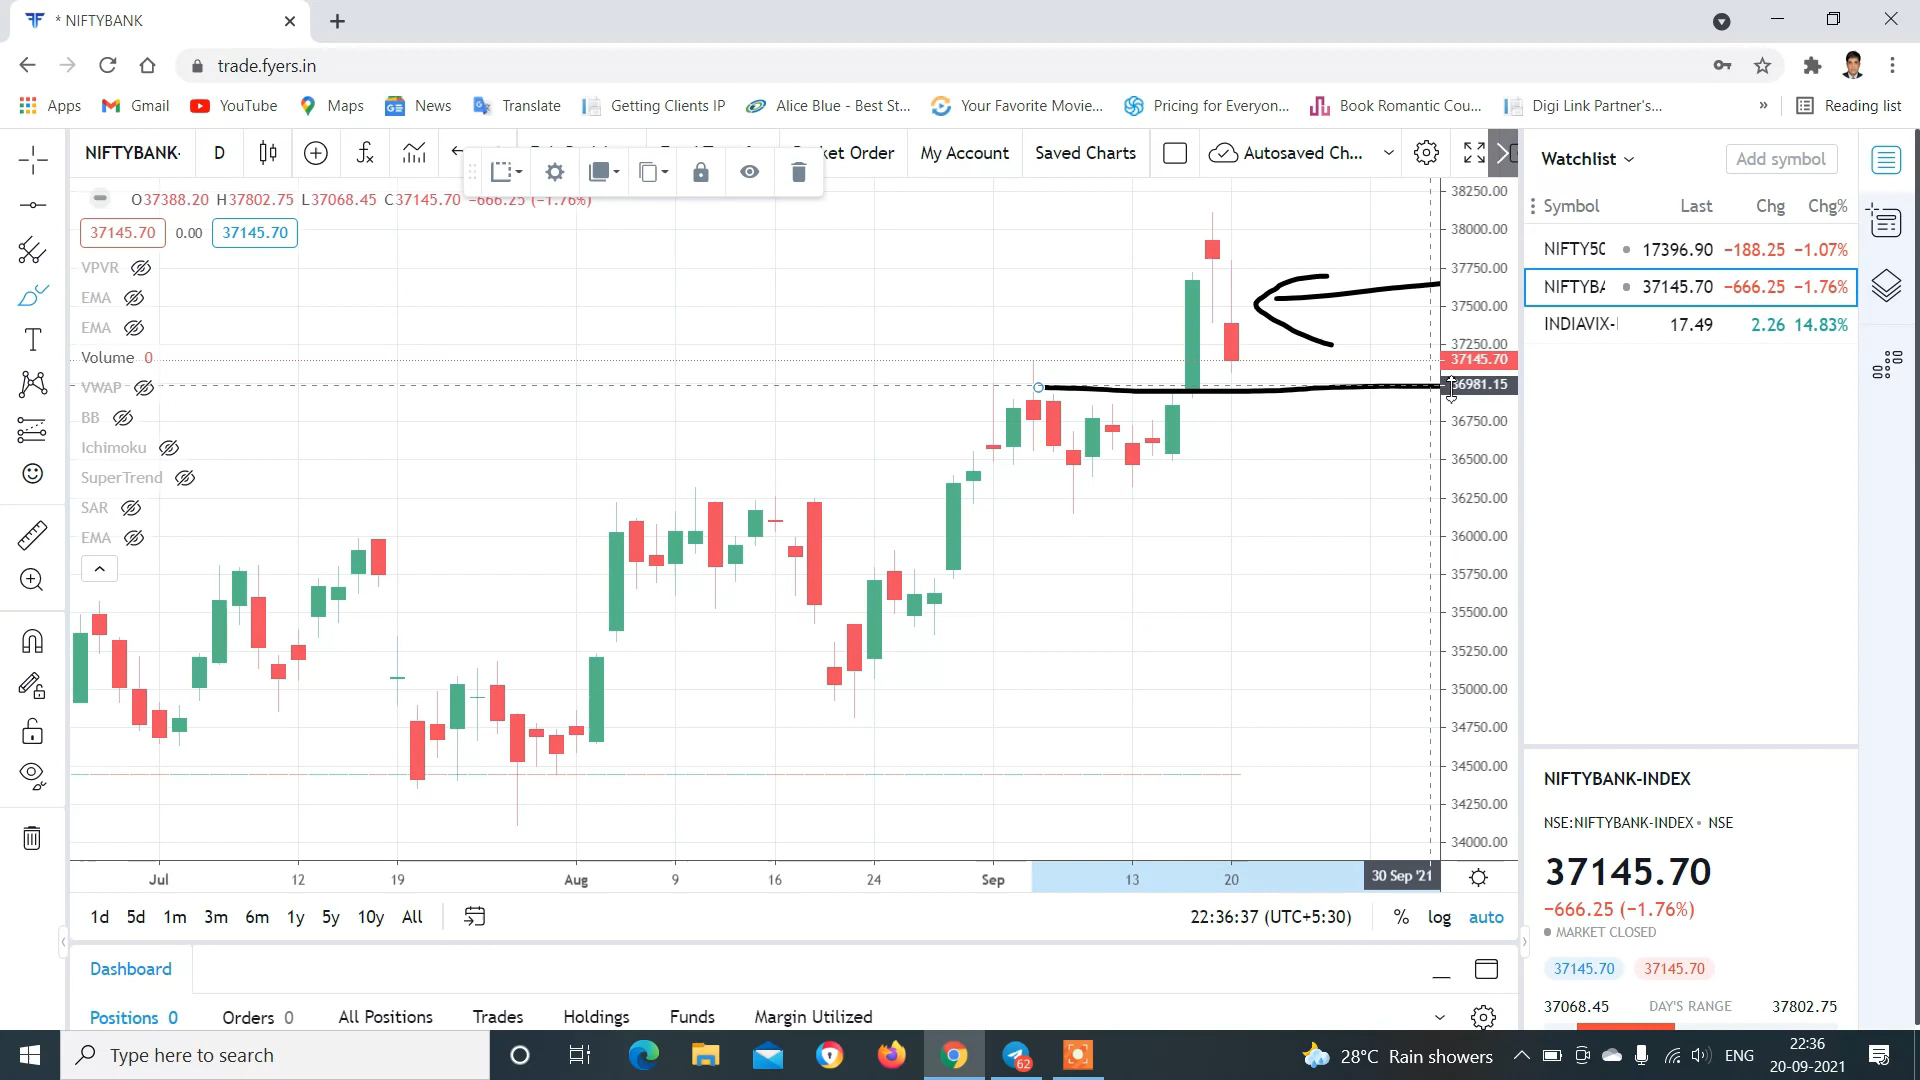 * NIFTYBANK
trade.fyers.in
Apps Gmail YouTube Maps News Translate Getting Clients IP Alice Blue - Best St... Your Favorite Movie... Pricing for Everyon... Book Romantic Cou... Digi Link Partner's... » Reading list
NIFTYBANK- D ket Order My Account Saved Charts Autosaved Ch...
O37388.20 H37802.75 L37068.45 C37145.70 −666.25 (−1.76%)
37145.70 0.00 37145.70
VPVR
EMA
EMA
Volume 0
VWAP
BB
Ichimoku
SuperTrend
SAR
EMA
38250.00
38000.00
37750.00
37500.00
37250.00
37145.70
6981.15
36750.00
36500.00
36250.00
36000.00
35750.00
35500.00
35250.00
35000.00
34750.00
34500.00
34250.00
34000.00
Jul 12 19 Aug 9 16 24 Sep 13 20 30 Sep '21
1d 5d 1m 3m 6m 1y 5y 10y All 22:36:37 (UTC+5:30) % log auto
Dashboard
Positions 0 Orders 0 All Positions Trades Holdings Funds Margin Utilized
Watchlist Add symbol
Symbol Last Chg Chg%
NIFTY50 17396.90 −188.25 −1.07%
NIFTYBA 37145.70 −666.25 −1.76%
INDIAVIX- 17.49 2.26 14.83%
NIFTYBANK-INDEX
NSE:NIFTYBANK-INDEX • NSE
37145.70
−666.25 (−1.76%)
MARKET CLOSED
37145.70 37145.70
37068.45 DAY'S RANGE 37802.75
Type here to search
62
28°C Rain showers
ENG
22:36
20-09-2021